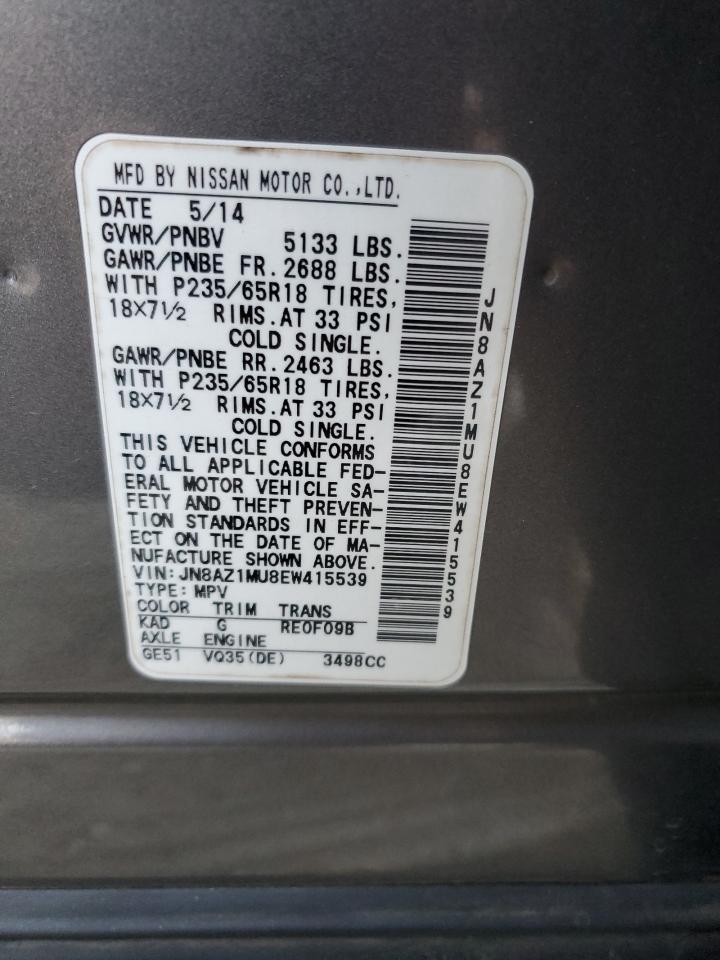 MFD BY NISSAN MOTOR CO.,LTD.
DATE 5/14
GVWR/PNBV 5133 LBS.
GAWR/PNBE FR.2688 LBS.
WITH P235/65R18 TIRES,
18×7½ RIMS.AT 33 PSI
COLD SINGLE.
GAWR/PNBE RR.2463 LBS.
WITH P235/65R18 TIRES,
18×7½ RIMS.AT 33 PSI
COLD SINGLE.
THIS VEHICLE CONFORMS
TO ALL APPLICABLE FED-
ERAL MOTOR VEHICLE SA-
FETY AND THEFT PREVEN-
TION STANDARDS IN EFF-
ECT ON THE DATE OF MA-
NUFACTURE SHOWN ABOVE.
VIN:JN8AZ1MU8EW415539
TYPE:MPV
COLOR TRIM TRANS
KAD G RE0F09B
AXLE ENGINE
GE51 VQ35(DE) 3498CC
JN8AZ1MU8EW415539